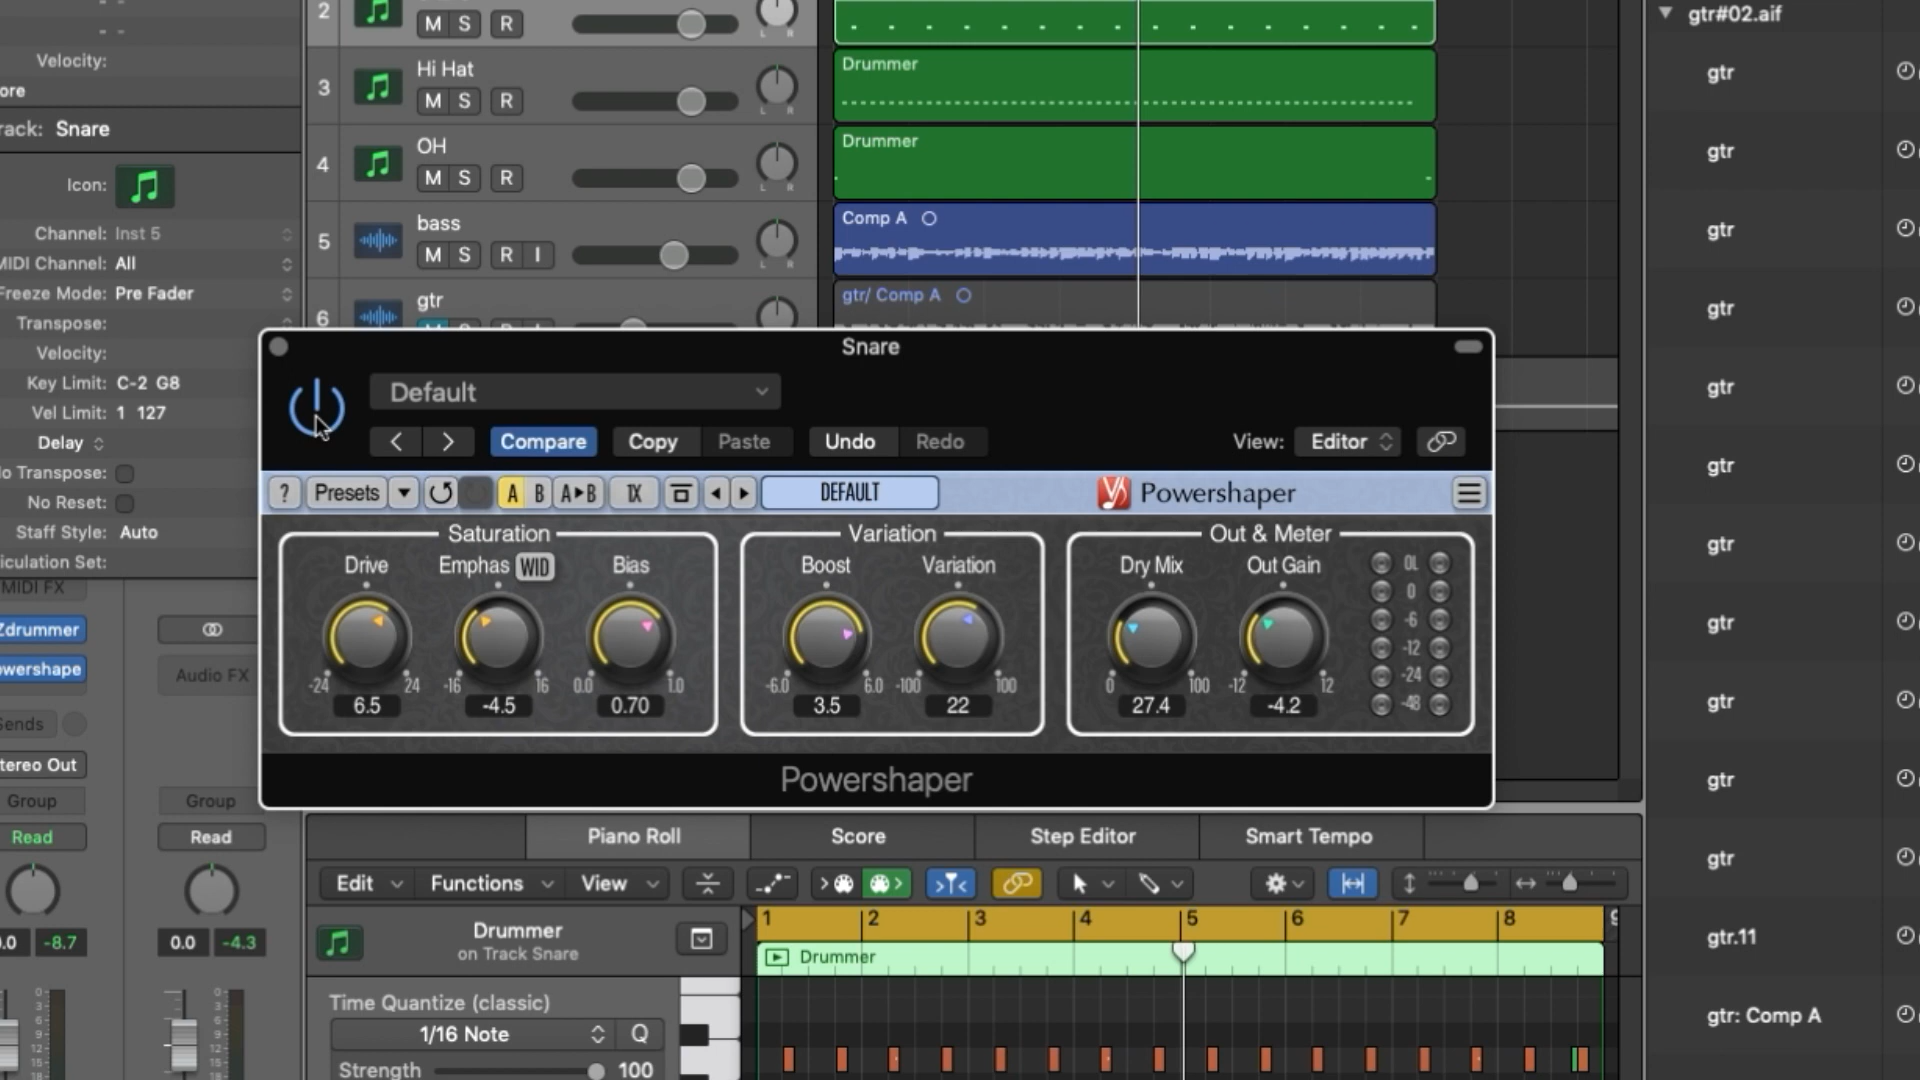 Velocity:
ore
rack: Snare
Icon:
Channel: Inst 5
MIDI Channel: All
Freeze Mode: Pre Fader
Transpose:
Velocity:
Key Limit: C-2 G8
Vel Limit: 1 127
Delay
lo Transpose:
No Reset:
Staff Style: Auto
iculation Set:
MIDI FX
Zdrummer
owershape
Audio FX
Sends
tereo Out
Group
Group
Read
Read
0.0 -8.7
0.0 -4.3
2
M S R
L R
3
Hi Hat
M S R
L R
4
OH
M S R
L R
5
bass
M S R I
L R
6
gtr
Drummer
Drummer
Comp A
gtr/ Comp A
gtr#02.aif
gtr
gtr
gtr
gtr
gtr
gtr
gtr
gtr
gtr
gtr
gtr
gtr.11
gtr: Comp A
Snare
Default
Compare
Copy
Paste
Undo
Redo
View: Editor
? Presets A B A▸B 1X DEFAULT
Powershaper
Saturation
Drive
Emphas WID
Bias
-24 24
-16 16
0.0 1.0
6.5
-4.5
0.70
Variation
Boost
Variation
-6.0 6.0
-100 100
3.5
22
Out & Meter
Dry Mix
Out Gain
0 100
-12 12
27.4
-4.2
OL
0
-6
-12
-24
-48
Powershaper
Piano Roll
Score
Step Editor
Smart Tempo
Edit
Functions
View
Drummer
on Track Snare
Time Quantize (classic)
1/16 Note
Q
Strength 100
1 2 3 4 5 6 7 8
Drummer